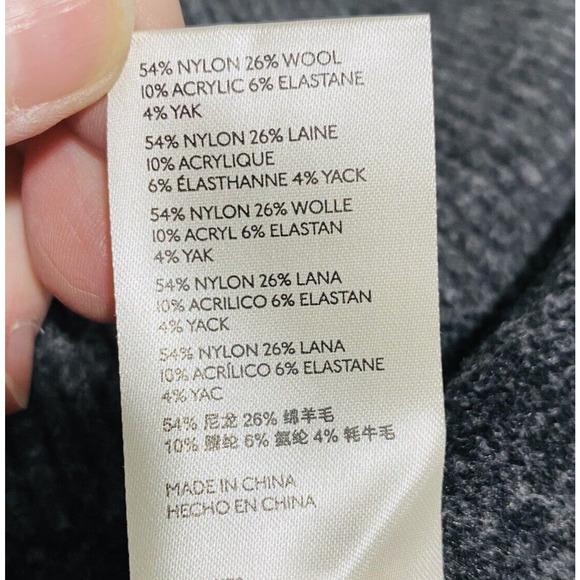 54% NYLON 26% WOOL
10% ACRYLIC 6% ELASTANE
4% YAK
54% NYLON 26% LAINE
10% ACRYLIQUE
6% ÉLASTHANNE 4% YACK
54% NYLON 26% WOLLE
10% ACRYL 6% ELASTAN
4% YAK
54% NYLON 26% LANA
10% ACRILICO 6% ELASTAN
4% YACK
54% NYLON 26% LANA
10% ACRÍLICO 6% ELASTANE
4% YAC
54% 尼龙 26% 绵羊毛
10% 腈纶 6% 氨纶 4% 牦牛毛
MADE IN CHINA
HECHO EN CHINA